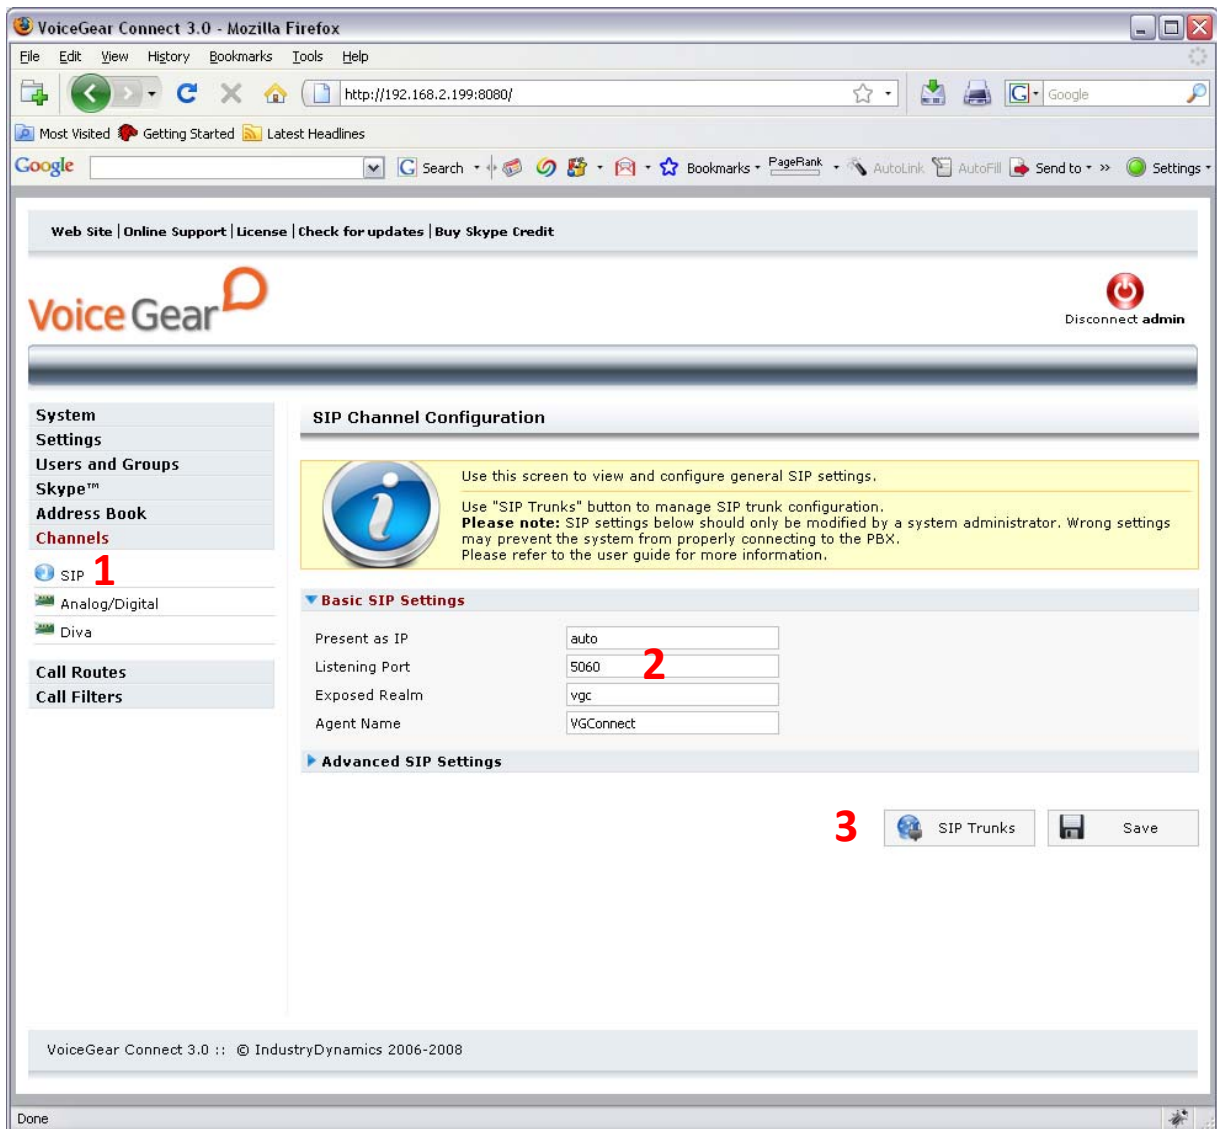 VoiceGear Connect 3.0 - Mozilla Firefox
File Edit View History Bookmarks Tools Help
http://192.168.2.199:8080/
G Google
Most Visited Getting Started Latest Headlines
Google G Search Bookmarks PageRank AutoLink AutoFill Send to » Settings
Web Site | Online Support | License | Check for updates | Buy Skype Credit
Voice Gear
Disconnect admin
System
Settings
Users and Groups
Skype™
Address Book
Channels
SIP 1
Analog/Digital
Diva
Call Routes
Call Filters
SIP Channel Configuration
Use this screen to view and configure general SIP settings.
Use "SIP Trunks" button to manage SIP trunk configuration.
Please note: SIP settings below should only be modified by a system administrator. Wrong settings
may prevent the system from properly connecting to the PBX.
Please refer to the user guide for more information.
Basic SIP Settings
Present as IP auto
Listening Port 5060 2
Exposed Realm vgc
Agent Name VGConnect
Advanced SIP Settings
3 SIP Trunks Save
VoiceGear Connect 3.0 :: © IndustryDynamics 2006-2008
Done